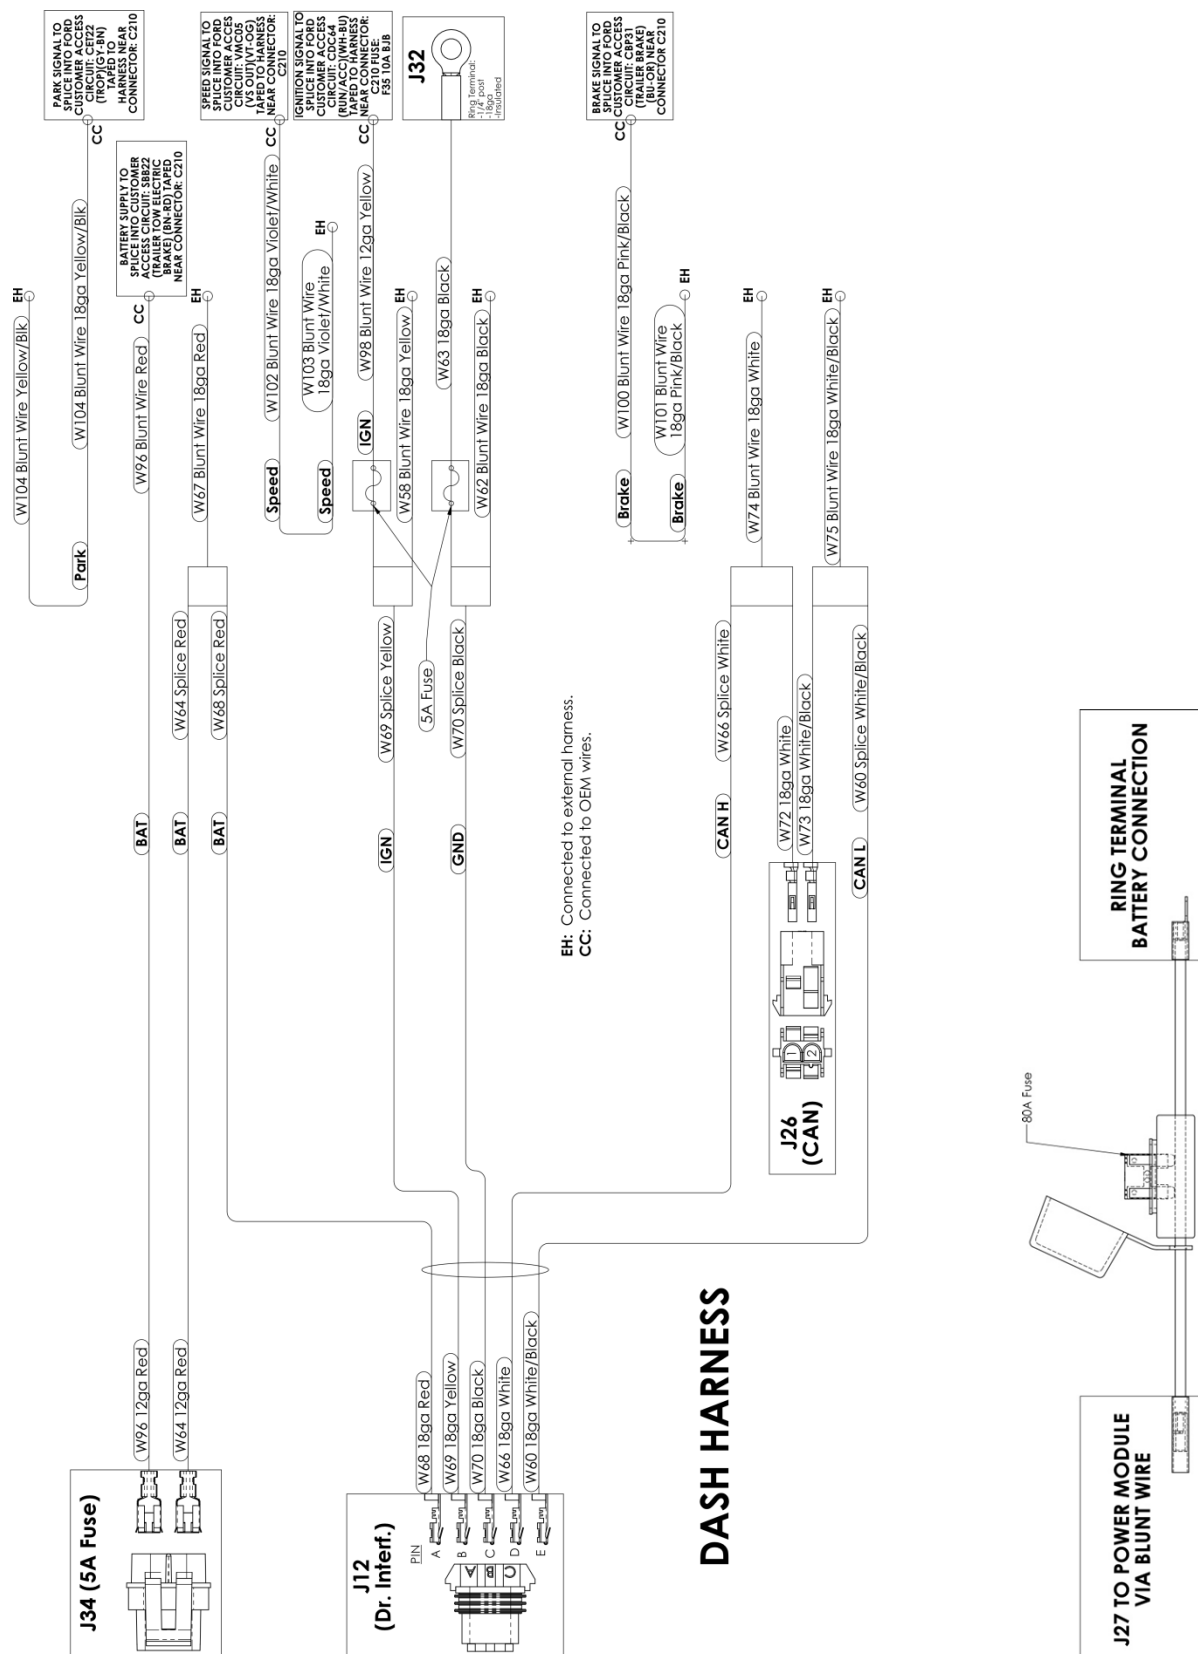 PARK SIGNAL TO
SPLICE INTO FORD
CUSTOMER ACCESS
CIRCUIT: CET22
(TROP)(GY-BN)
TAPED TO
HARNESS NEAR
CONNECTOR: C210
CC
W104 Blunt Wire Yellow/Blk
EH
W104 Blunt Wire 18ga Yellow/Blk
Park
BATTERY SUPPLY TO
SPLICE INTO CUSTOMER
ACCESS CIRCUIT: SBB22
(TRAILER TOW ELECTRIC
BRAKE) (BN-RD) TAPED
NEAR CONNECTOR: C210
CC
W96 Blunt Wire Red
EH
W67 Blunt Wire 18ga Red
SPEED SIGNAL TO
SPLICE INTO FORD
CUSTOMER ACCES
CIRCUIT: VMC05
(VS OUT)(VT-OG)
TAPED TO HARNESS
NEAR CONNECTOR:
C210
CC
W102 Blunt Wire 18ga Violet/White
Speed
EH
W103 Blunt Wire
18ga Violet/White
Speed
IGNITION SIGNAL TO
SPLICE INTO FORD
CUSTOMER ACCESS
CIRCUIT: CDC64
(RUN/ACC)(WH-BU)
TAPED TO HARNESS
NEAR CONNECTOR:
C210 FUSE:
F35 10A BJB
CC
W98 Blunt Wire 12ga Yellow
IGN
EH
W58 Blunt Wire 18ga Yellow
J32
Ring Terminal:
-1/4" post
-18ga
-Insulated
W63 18ga Black
EH
W62 Blunt Wire 18ga Black
BRAKE SIGNAL TO
SPLICE INTO FORD
CUSTOMER ACCESS
CIRCUIT: CBP31
(TRAILER BRAKE)
(BU-OR) NEAR
CONNECTOR C210
CC
W100 Blunt Wire 18ga Pink/Black
Brake
EH
W101 Blunt Wire
18ga Pink/Black
Brake
EH
W74 Blunt Wire 18ga White
EH
W75 Blunt Wire 18ga White/Black
W64 Splice Red
W68 Splice Red
BAT
BAT
BAT
W69 Splice Yellow
5A Fuse
W70 Splice Black
IGN
GND
W66 Splice White
CAN H
W72 18ga White
W73 18ga White/Black
W60 Splice White/Black
CAN L
EH: Connected to external harness.
CC: Connected to OEM wires.
1
2
J26
(CAN)
W96 12ga Red
W64 12ga Red
J34 (5A Fuse)
J12
(Dr. Interf.)
PIN
A
B
C
D
E
A
B
C
W68 18ga Red
W69 18ga Yellow
W70 18ga Black
W66 18ga White
W60 18ga White/Black
DASH HARNESS
RING TERMINAL
BATTERY CONNECTION
80A Fuse
J27 TO POWER MODULE
VIA BLUNT WIRE